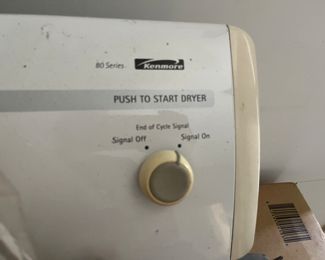 80 Series Kenmore
PUSH TO START DRYER
End of Cycle Signal
Signal Off Signal On